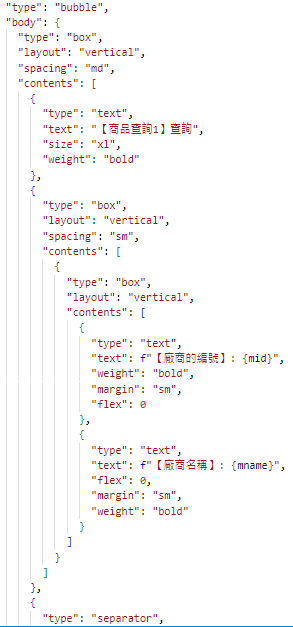 "type": "bubble",
"body": {
"type": "box",
"layout": "vertical",
"spacing": "md",
"contents": [
{
"type": "text",
"text": "【商品查詢1】查詢",
"size": "xl",
"weight": "bold"
},
{
"type": "box",
"layout": "vertical",
"spacing": "sm",
"contents": [
{
"type": "box",
"layout": "vertical",
"contents": [
{
"type": "text",
"text": f"【廠商的編號】: {mid}",
"weight": "bold",
"margin": "sm",
"flex": 0
},
{
"type": "text",
"text": f"【廠商名稱】: {mname}",
"flex": 0,
"margin": "sm",
"weight": "bold"
}
]
}
]
},
{
"type": "separator",